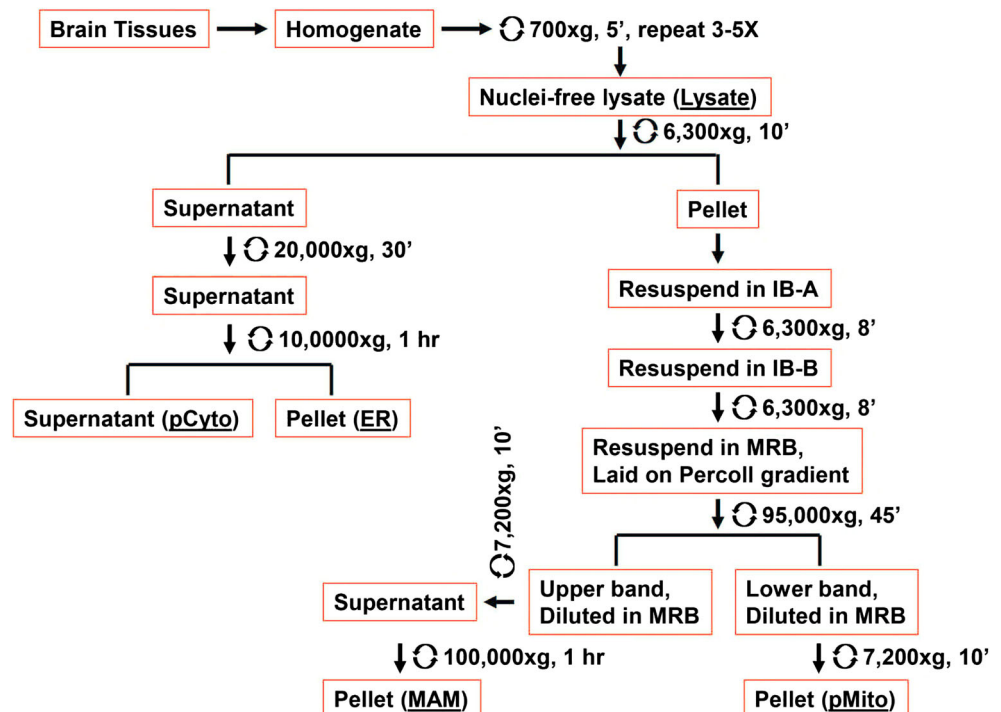 Brain Tissues
Homogenate
700xg, 5’, repeat 3-5X
Nuclei-free lysate (Lysate)
6,300xg, 10’
Supernatant
Pellet
20,000xg, 30’
Resuspend in IB-A
Supernatant
6,300xg, 8’
10,0000xg, 1 hr
Resuspend in IB-B
Supernatant (pCyto)
Pellet (ER)
6,300xg, 8’
Resuspend in MRB,
Laid on Percoll gradient
95,000xg, 45’
7,200xg, 10’
Upper band,
Diluted in MRB
Lower band,
Diluted in MRB
Supernatant
100,000xg, 1 hr
7,200xg, 10’
Pellet (MAM)
Pellet (pMito)